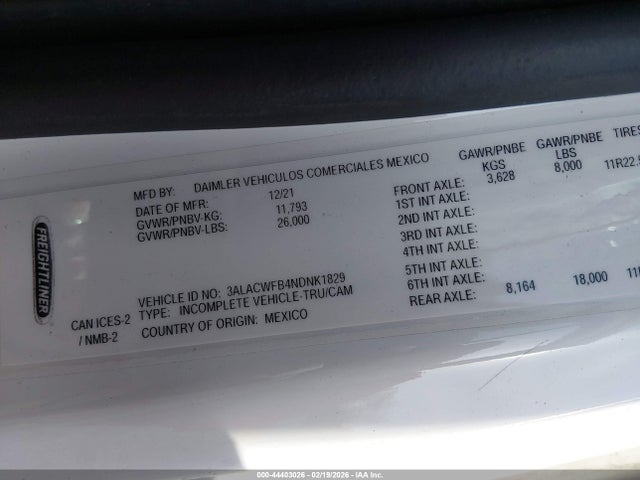 MFD BY: DAIMLER VEHICULOS COMERCIALES MEXICO
DATE OF MFR: 12/21
GVWR/PNBV-KG: 11,793
GVWR/PNBV-LBS: 26,000
GAWR/PNBE KGS GAWR/PNBE LBS TIRES
FRONT AXLE: 3,628 8,000 11R22.5
1ST INT AXLE:
2ND INT AXLE:
3RD INT AXLE:
4TH INT AXLE:
5TH INT AXLE:
6TH INT AXLE:
REAR AXLE: 8,164 18,000
FREIGHTLINER
CAN ICES-2
/ NMB-2
VEHICLE ID NO: 3ALACWFB4NDNK1829
TYPE: INCOMPLETE VEHICLE-TRU/CAM
COUNTRY OF ORIGIN: MEXICO
000-44403026 - 02/19/2026 - IAA Inc.